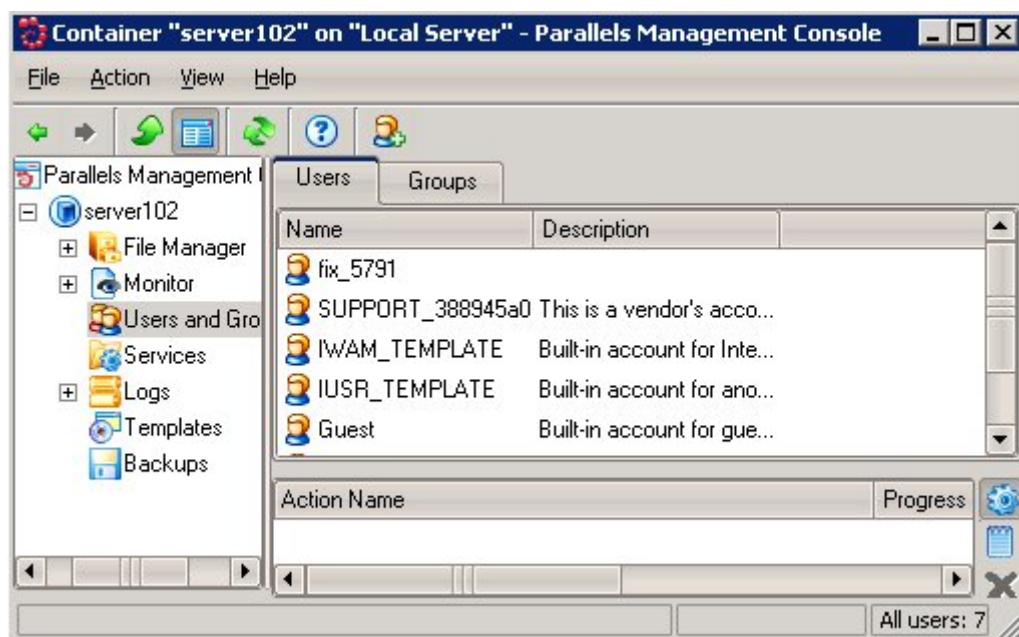 Container "server102" on "Local Server" - Parallels Management Console
File Action View Help
Parallels Management
server102
File Manager
Monitor
Users and Gro
Services
Logs
Templates
Backups
Users Groups
Name Description
fix_5791
SUPPORT_388945a0 This is a vendor's acco...
IWAM_TEMPLATE Built-in account for Inte...
IUSR_TEMPLATE Built-in account for ano...
Guest Built-in account for gue...
Action Name Progress
All users: 7